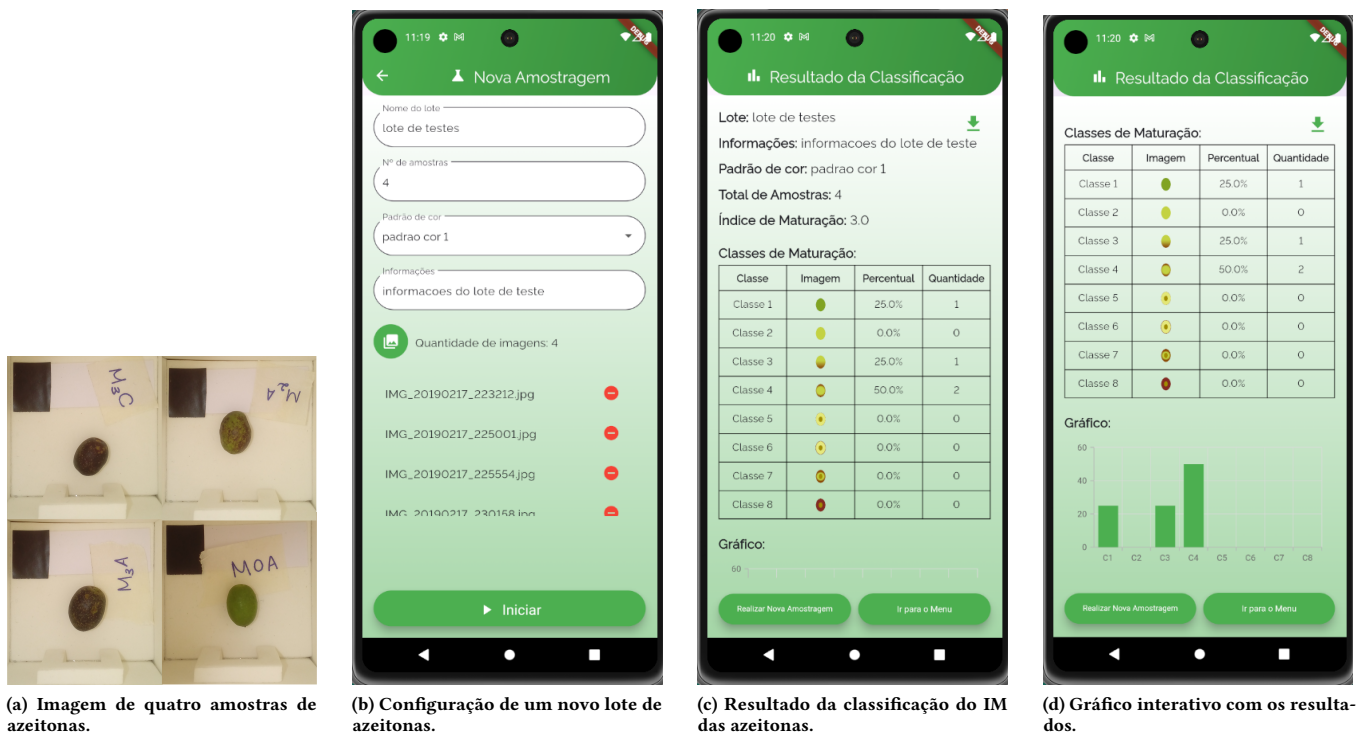 M3C
M2A
M3A
M0A
(a) Imagem de quatro amostras de
azeitonas.
11:19
DEBUG
Nova Amostragem
Nome do lote
lote de testes
Nº de amostras
4
Padrão de cor
padrao cor 1
Informações
informacoes do lote de teste
Quantidade de imagens: 4
IMG_20190217_223212.jpg
IMG_20190217_225001.jpg
IMG_20190217_225554.jpg
IMG_20190217_230158.jpg
Iniciar
(b) Configuração de um novo lote de
azeitonas.
11:20
DEBUG
Resultado da Classificação
Lote: lote de testes
Informações: informacoes do lote de teste
Padrão de cor: padrao cor 1
Total de Amostras: 4
Índice de Maturação: 3.0
Classes de Maturação:
Classe Imagem Percentual Quantidade
Classe 1 25.0% 1
Classe 2 0.0% 0
Classe 3 25.0% 1
Classe 4 50.0% 2
Classe 5 0.0% 0
Classe 6 0.0% 0
Classe 7 0.0% 0
Classe 8 0.0% 0
Gráfico:
60
Realizar Nova Amostragem Ir para o Menu
(c) Resultado da classificação do IM
das azeitonas.
11:20
DEBUG
Resultado da Classificação
Classes de Maturação:
Classe Imagem Percentual Quantidade
Classe 1 25.0% 1
Classe 2 0.0% 0
Classe 3 25.0% 1
Classe 4 50.0% 2
Classe 5 0.0% 0
Classe 6 0.0% 0
Classe 7 0.0% 0
Classe 8 0.0% 0
Gráfico:
60
40
20
0
C1 C2 C3 C4 C5 C6 C7 C8
Realizar Nova Amostragem Ir para o Menu
(d) Gráfico interativo com os resulta-
dos.